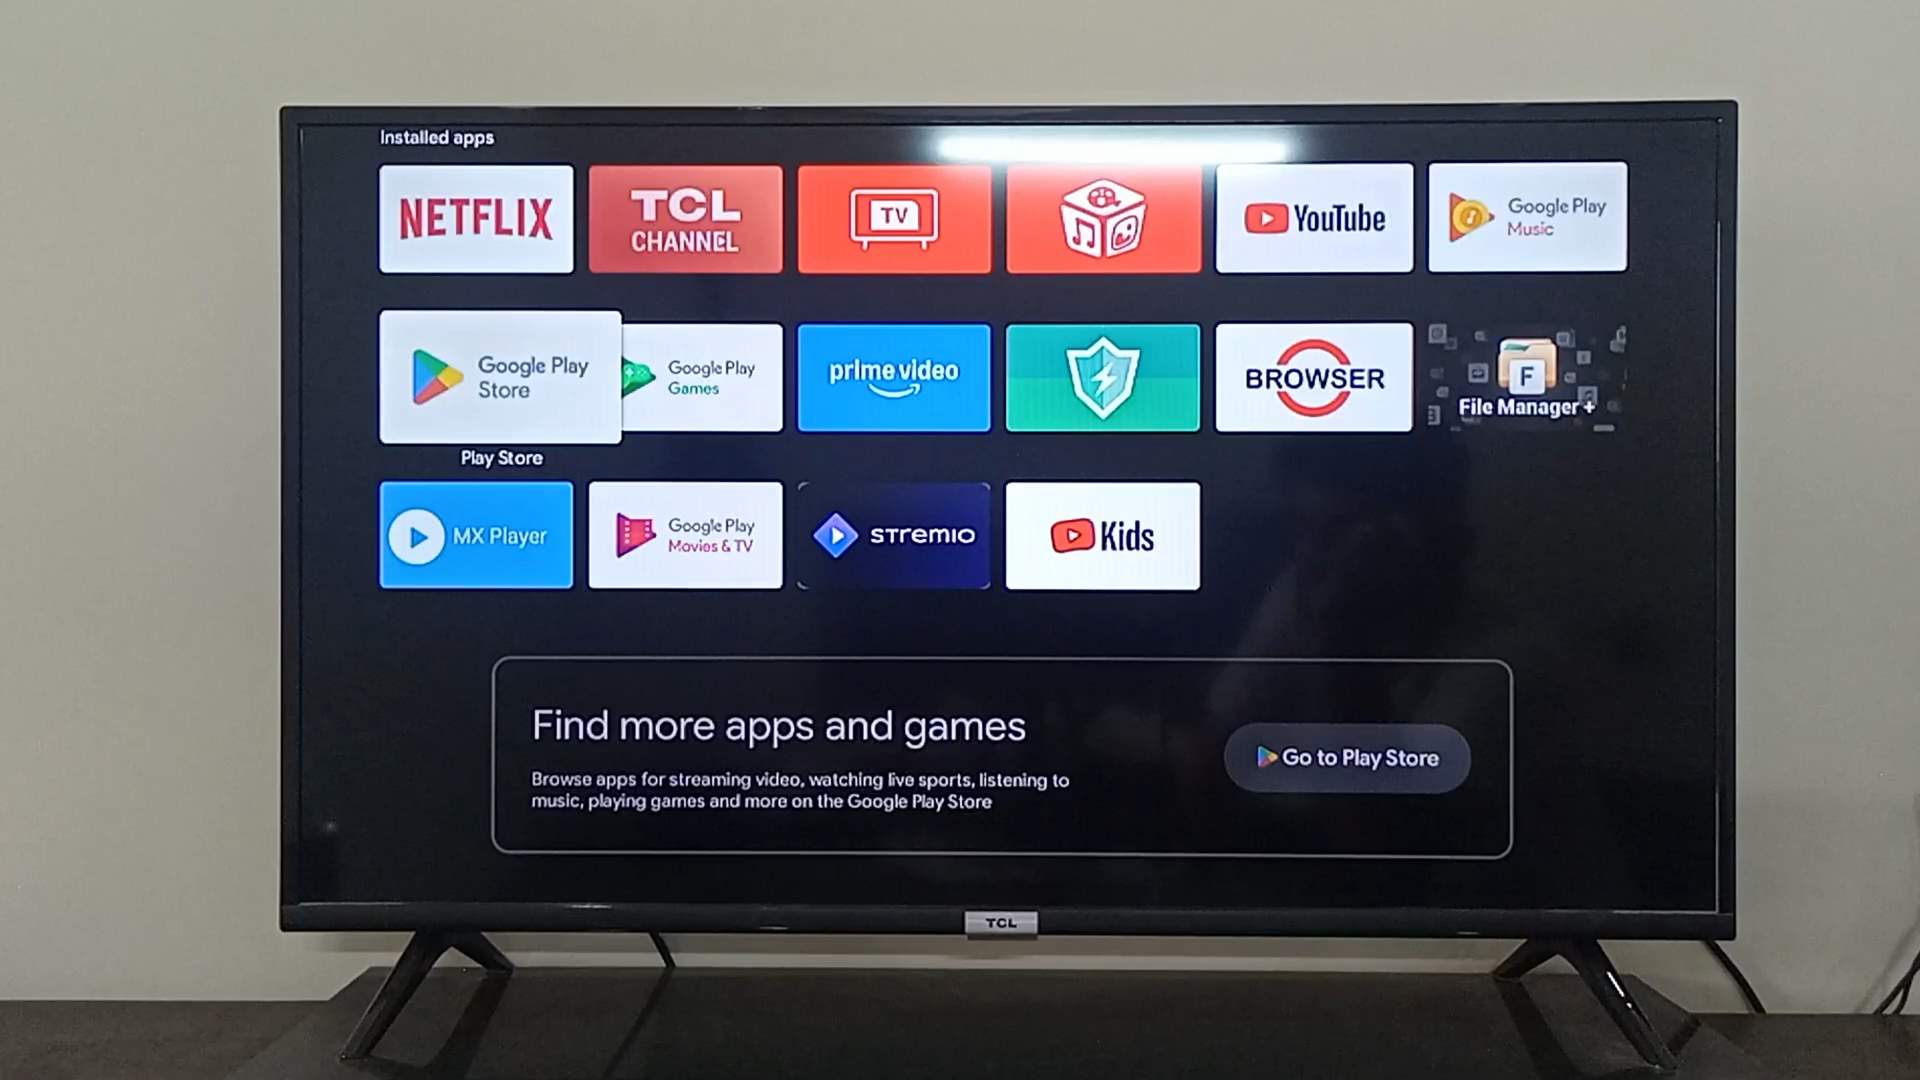 Installed apps
NETFLIX
TCL
CHANNEL
TV
YouTube
Google Play
Music
Google Play
Store
Google Play
Games
prime video
BROWSER
F
File Manager +
Play Store
MX Player
Google Play
Movies & TV
STREMIO
Kids
Find more apps and games
Go to Play Store
Browse apps for streaming video, watching live sports, listening to
music, playing games and more on the Google Play Store
TCL